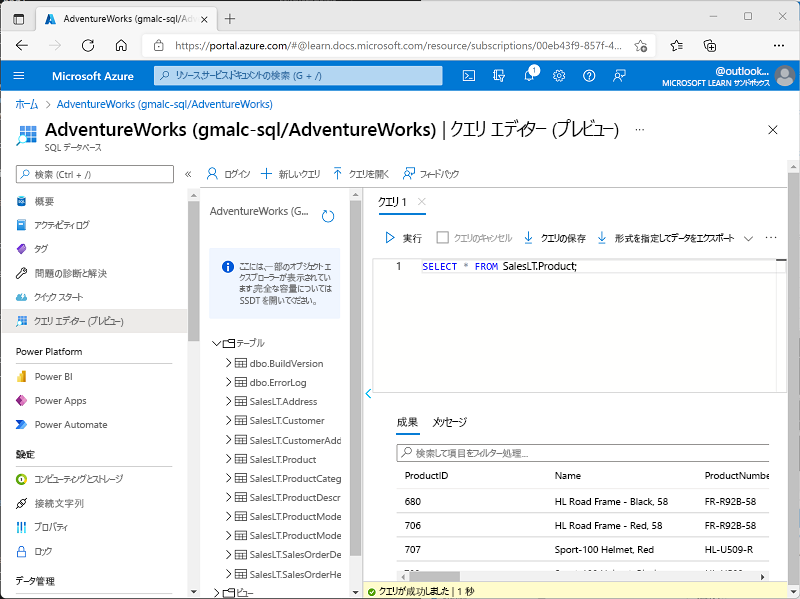 AdventureWorks (gmalc-sql/Adv
https://portal.azure.com/#@learn.docs.microsoft.com/resource/subscriptions/00eb43f9-857f-4...
Microsoft Azure
リソース,サービス,ドキュメントの検索 (G + /)
1
@outlook...
MICROSOFT LEARN サンドボックス
ホーム > AdventureWorks (gmalc-sql/AdventureWorks)
AdventureWorks (gmalc-sql/AdventureWorks) | クエリ エディター (プレビュー) ...
SQL データベース
検索 (Ctrl + /)
«
概要
アクティビティログ
タグ
問題の診断と解決
クイック スタート
クエリ エディター (プレビュー)
Power Platform
Power BI
Power Apps
Power Automate
設定
コンピューティングとストレージ
接続文字列
プロパティ
ロック
データ管理
ログイン
新しいクエリ
クエリを開く
フィードバック
AdventureWorks (G...
ここには,一部のオブジェクト エ
クスプローラーが表示されてい
ます.完全な容量については
SSDT を開いてください.
テーブル
dbo.BuildVersion
dbo.ErrorLog
SalesLT.Address
SalesLT.Customer
SalesLT.CustomerAdd
SalesLT.Product
SalesLT.ProductCateg
SalesLT.ProductDescr
SalesLT.ProductMode
SalesLT.ProductMode
SalesLT.SalesOrderDe
SalesLT.SalesOrderHe
ビュー
クエリ 1
実行
クエリのキャンセル
クエリの保存
形式を指定してデータをエクスポート
...
1 SELECT * FROM SalesLT.Product;
成果 メッセージ
検索して項目をフィルター処理...
ProductID Name ProductNumbe
680 HL Road Frame - Black, 58 FR-R92B-58
706 HL Road Frame - Red, 58 FR-R92B-58
707 Sport-100 Helmet, Red HL-U509-R
クエリが成功しました | 1 秒